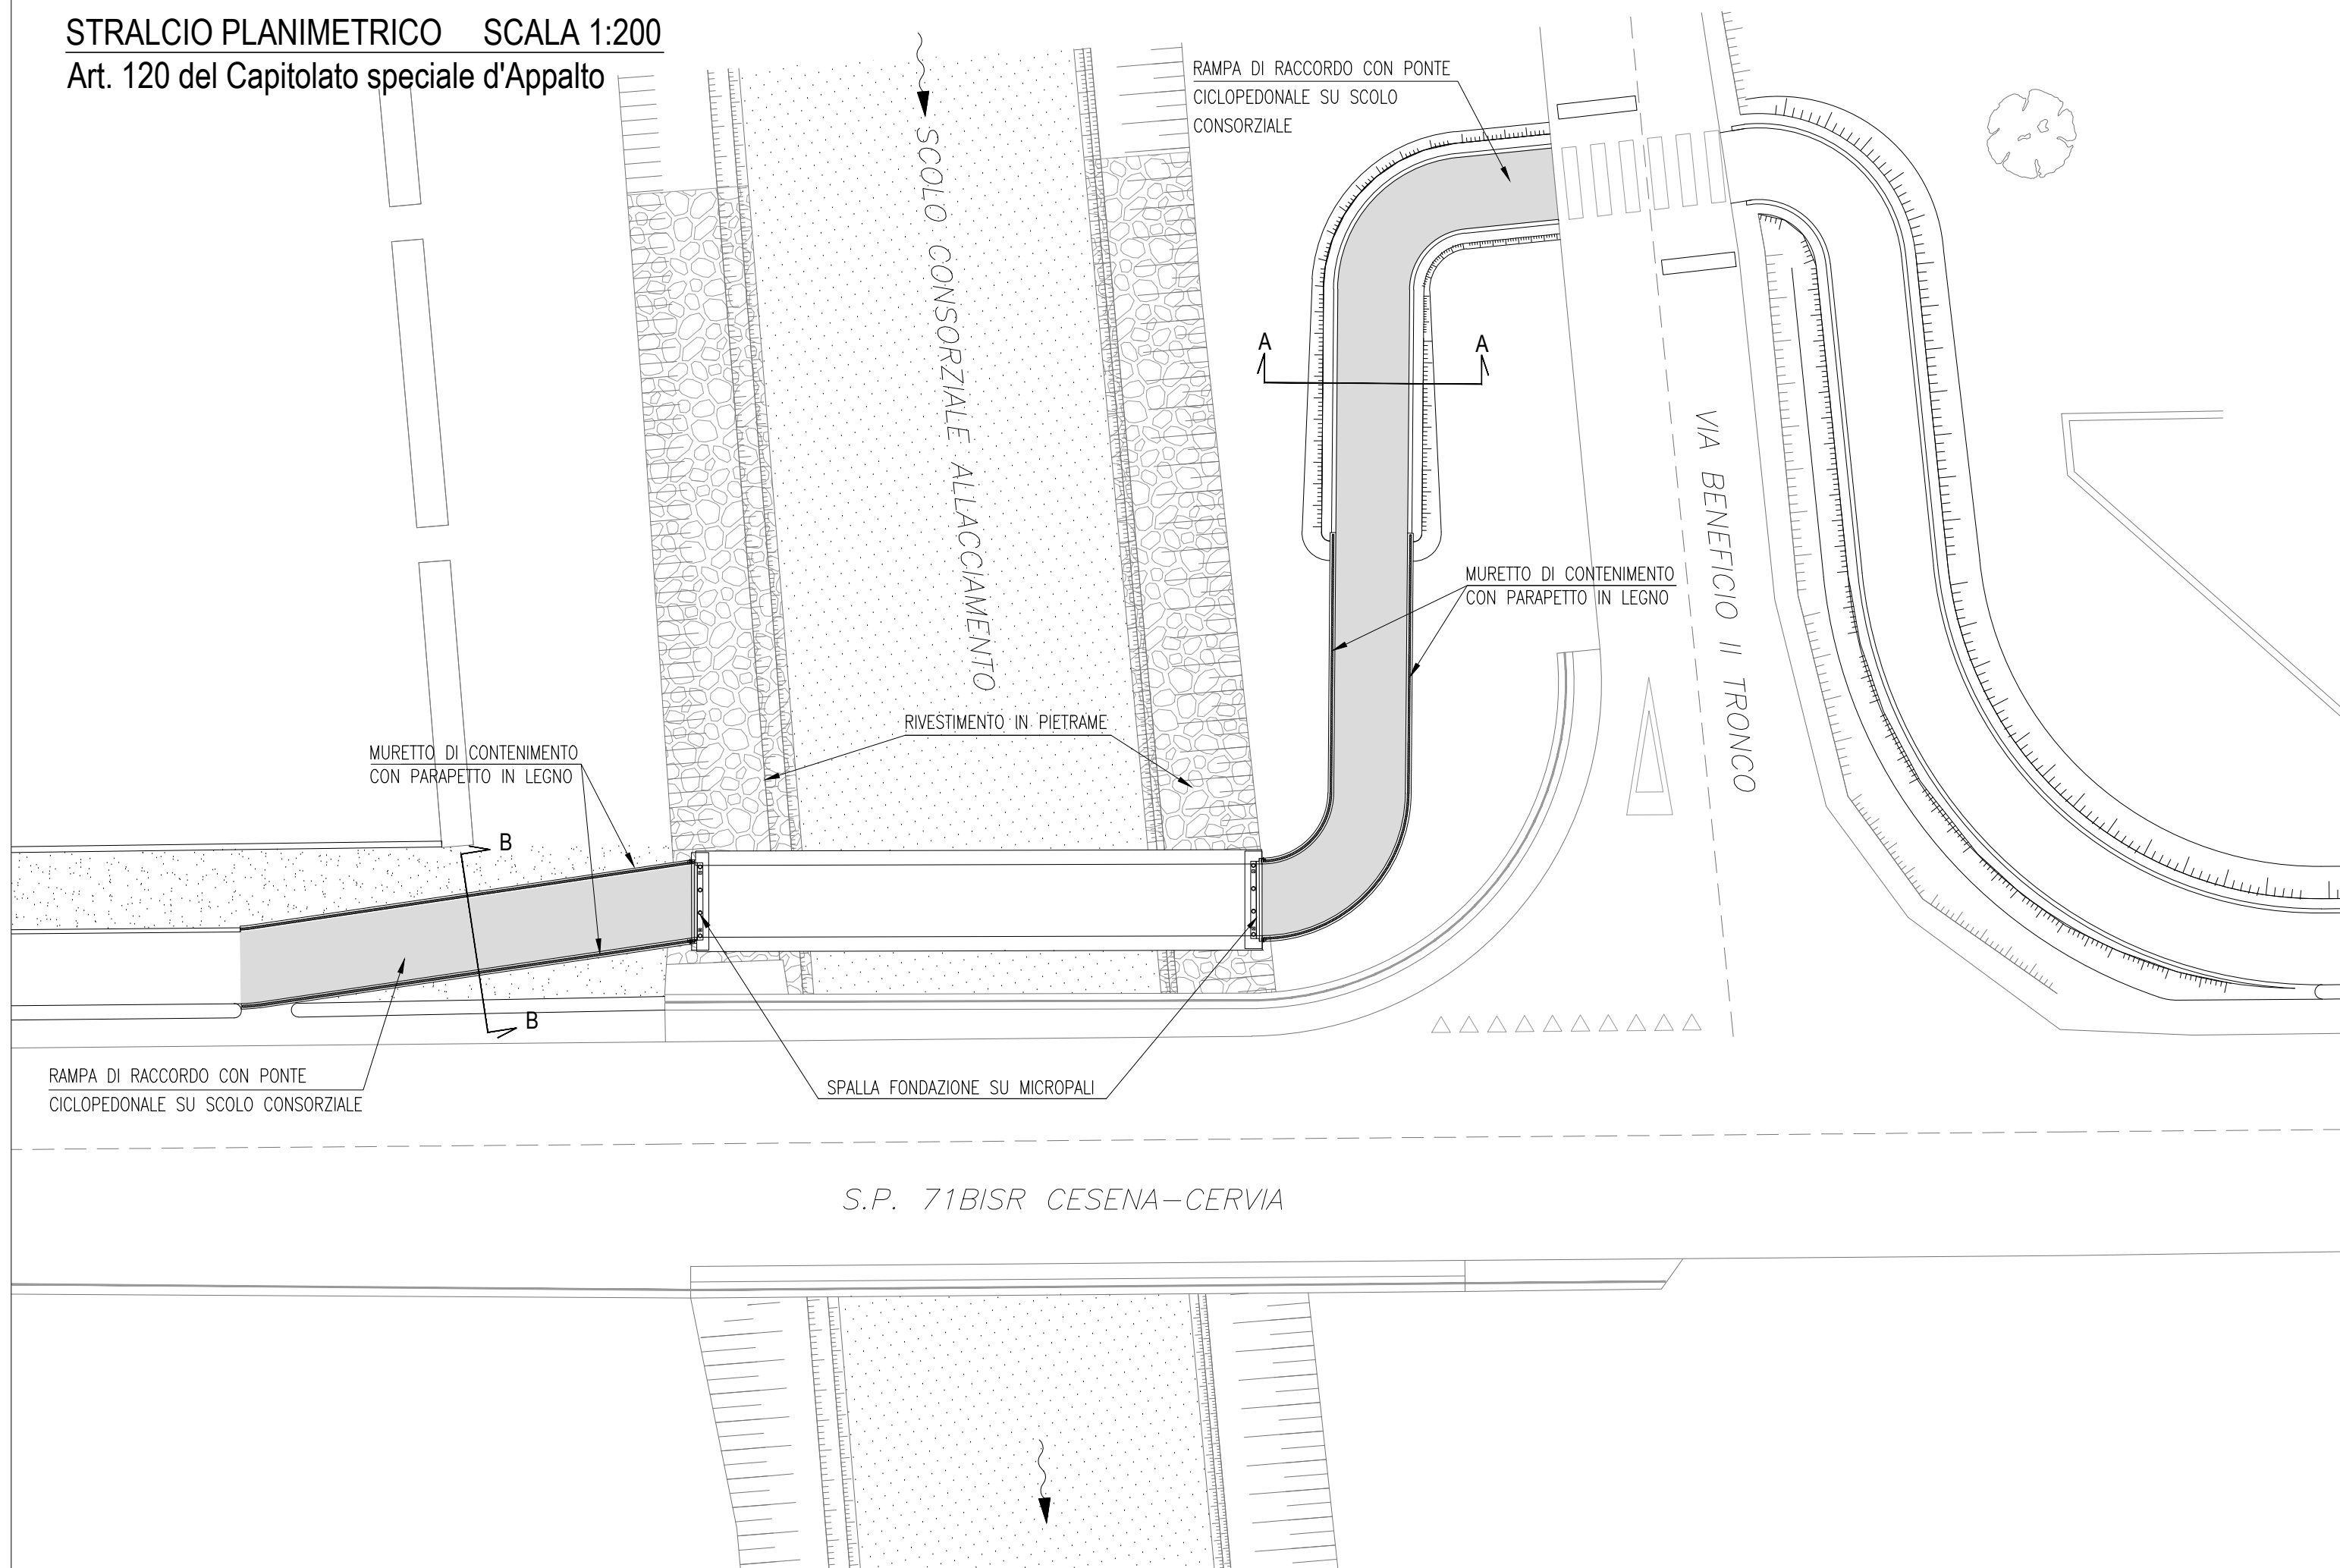 STRALCIO PLANIMETRICO SCALA 1:200
Art. 120 del Capitolato speciale d'Appalto
RAMPA DI RACCORDO CON PONTE
CICLOPEDONALE SU SCOLO
CONSORZIALE
SCOLO CONSORZIALE ALLACCIAMENTO
A
A
VIA BENEFICIO II TRONCO
MURETTO DI CONTENIMENTO
CON PARAPETTO IN LEGNO
RIVESTIMENTO IN PIETRAME
MURETTO DI CONTENIMENTO
CON PARAPETTO IN LEGNO
B
B
RAMPA DI RACCORDO CON PONTE
CICLOPEDONALE SU SCOLO CONSORZIALE
SPALLA FONDAZIONE SU MICROPALI
S.P. 71BISR CESENA-CERVIA